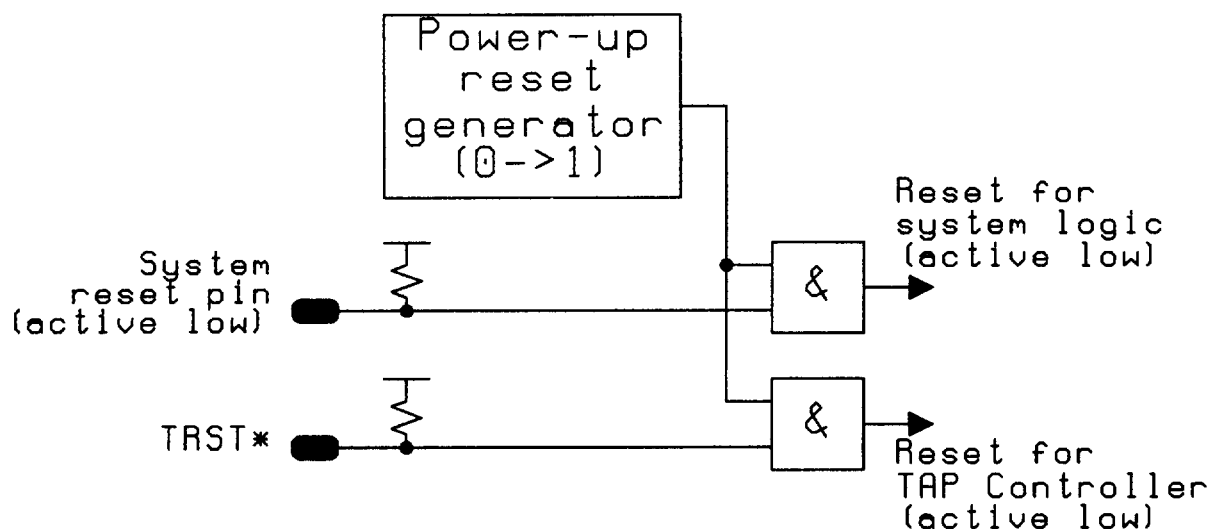 Power-up
reset
generator
(0->1)
Reset for
system logic
(active low)
System
reset pin
(active low)
&
TRST*
&
Reset for
TAP Controller
(active low)